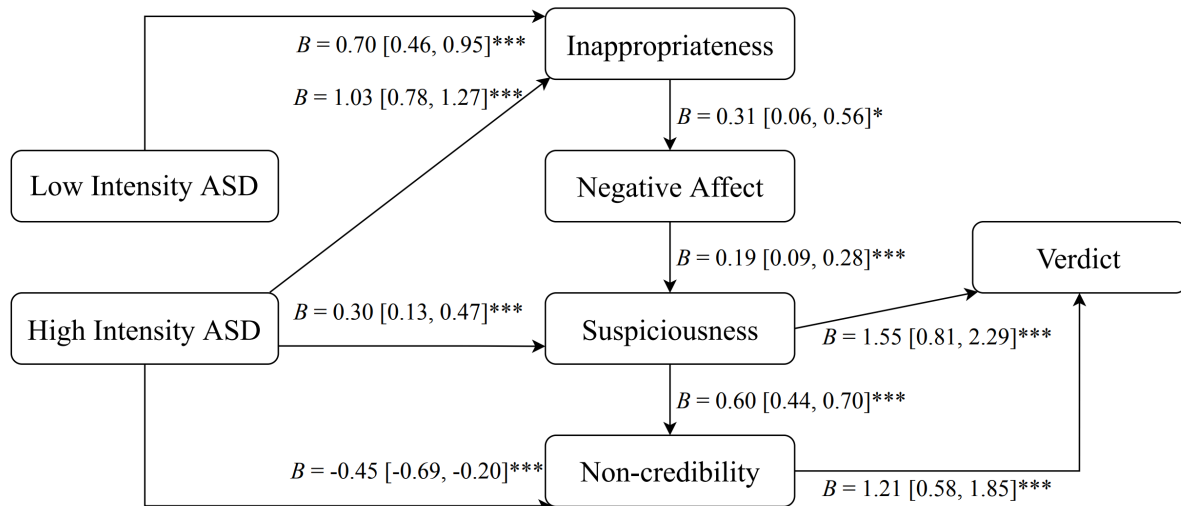 Inappropriateness
B = 0.70 [0.46, 0.95]***
B = 1.03 [0.78, 1.27]***
B = 0.31 [0.06, 0.56]*
Low Intensity ASD
Negative Affect
B = 0.19 [0.09, 0.28]***
Verdict
B = 0.30 [0.13, 0.47]***
High Intensity ASD
Suspiciousness
B = 1.55 [0.81, 2.29]***
B = 0.60 [0.44, 0.70]***
B = -0.45 [-0.69, -0.20]***
Non-credibility
B = 1.21 [0.58, 1.85]***